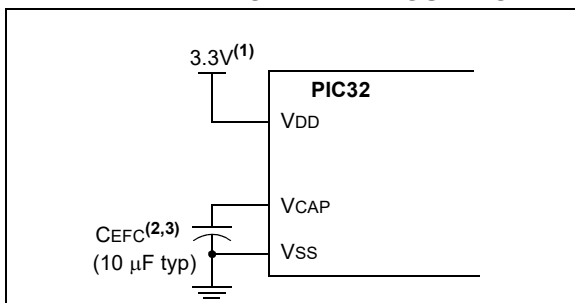 3.3V(1)
PIC32
VDD
VCAP
CEFC(2,3)
(10 μF typ)
VSS